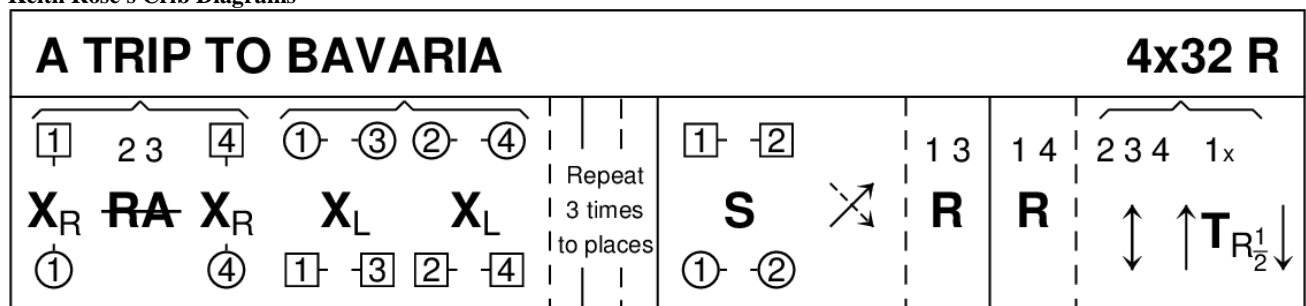 Keith Rose's Crib Diagrams
A TRIP TO BAVARIA 4x32 R
1 2 3 4 1 3 2 4 1 2 1 3 1 4 2 3 4 1x
XR RA XR XL XL Repeat 3 times to places S R R TR½
1 4 1 3 2 4 1 2